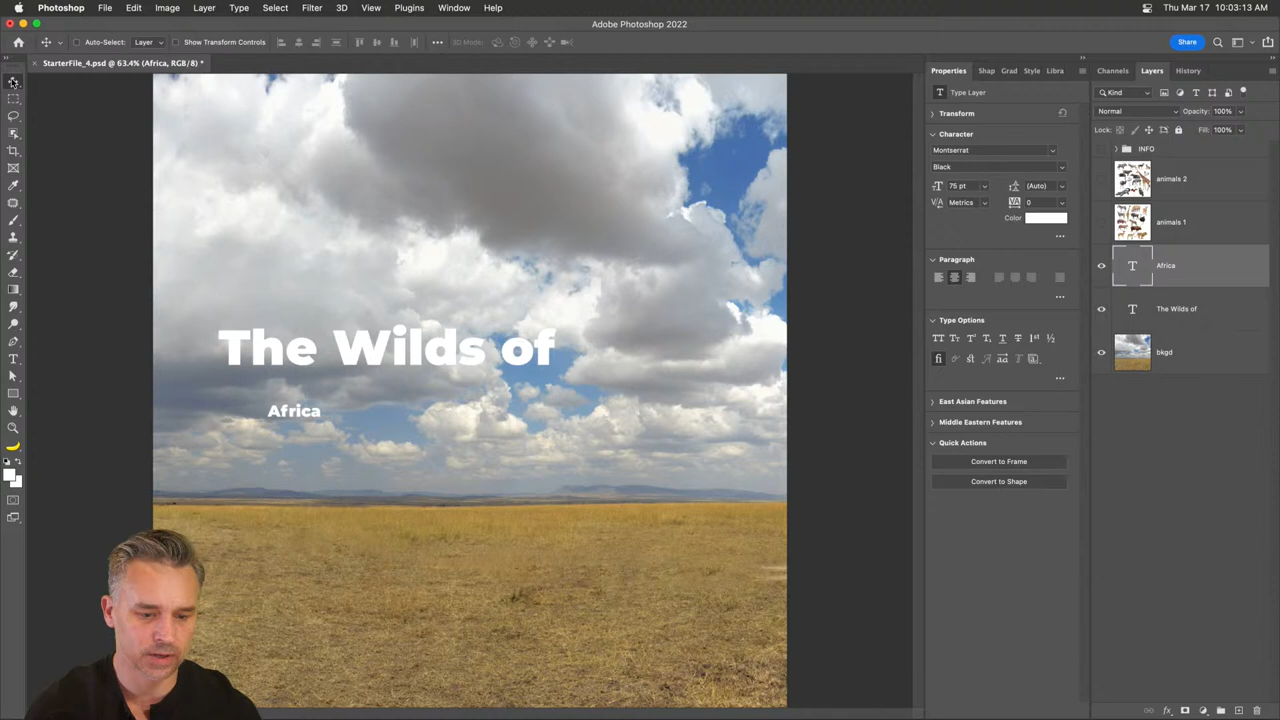 Photoshop File Edit Image Layer Type Select Filter 3D View Plugins Window Help
Thu Mar 17 10:03:13 AM
Adobe Photoshop 2022
Auto-Select: Layer Show Transform Controls
3D Mode:
Share
StarterFile_4.psd @ 63.4% (Africa, RGB/8) *
The Wilds of
Africa
Properties Shap Grad Style Libra
Type Layer
Transform
Character
Montserrat
Black
75 pt (Auto)
Metrics 0
Color
Paragraph
Type Options
East Asian Features
Middle Eastern Features
Quick Actions
Convert to Frame
Convert to Shape
Channels Layers History
Kind
Normal Opacity: 100%
Lock: Fill: 100%
INFO
animals 2
animals 1
Africa
The Wilds of
bkgd